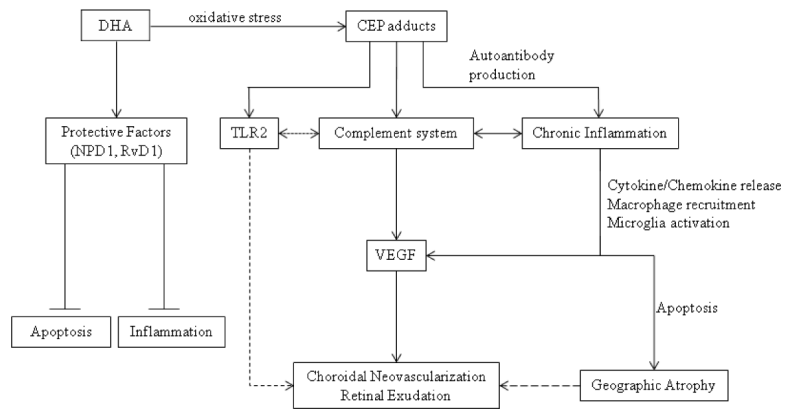 DHA
oxidative stress
CEP adducts
Autoantibody
production
Protective Factors
(NPD1, RvD1)
TLR2
Complement system
Chronic Inflammation
Cytokine/Chemokine release
Macrophage recruitment
Microglia activation
VEGF
Apoptosis
Inflammation
Apoptosis
Choroidal Neovascularization
Retinal Exudation
Geographic Atrophy